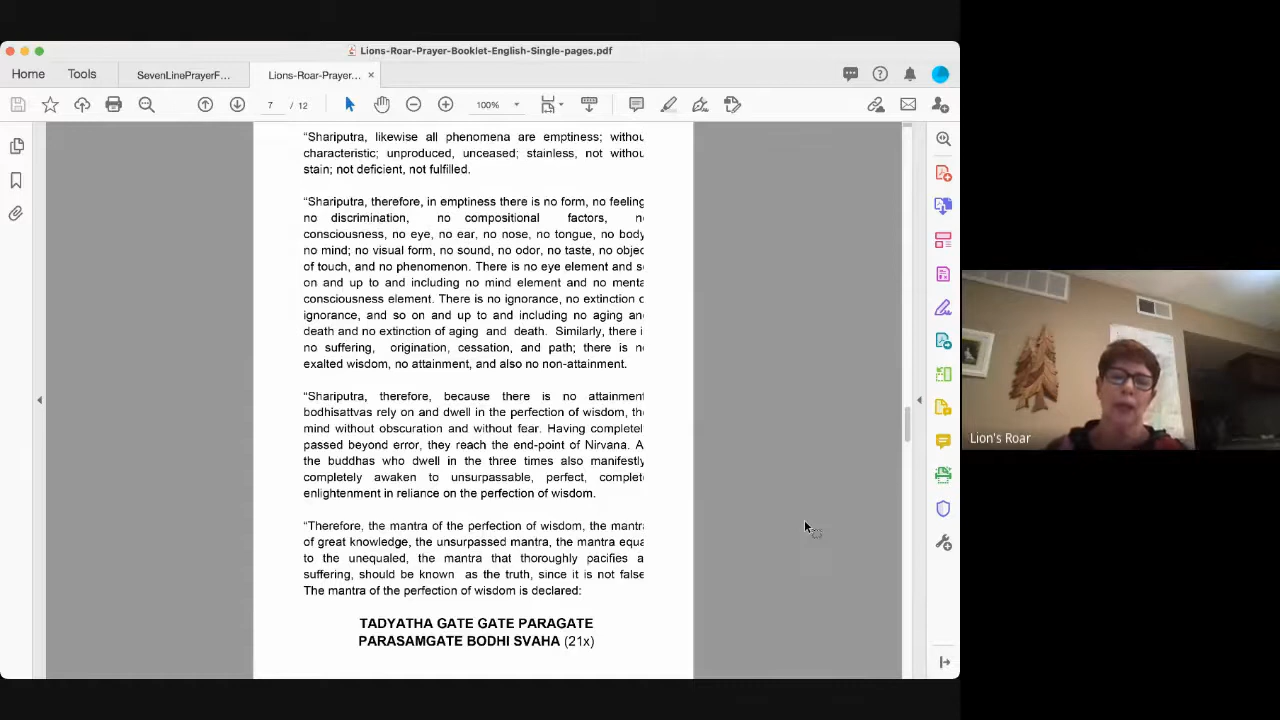 Lions-Roar-Prayer-Booklet-English-Single-pages.pdf
Home Tools SevenLinePrayerF... Lions-Roar-Prayer... ×
7 / 12 100%
“Shariputra, likewise all phenomena are emptiness; withou
characteristic; unproduced, unceased; stainless, not withou
stain; not deficient, not fulfilled.
“Shariputra, therefore, in emptiness there is no form, no feeling
no discrimination, no compositional factors, n
consciousness, no eye, no ear, no nose, no tongue, no body
no mind; no visual form, no sound, no odor, no taste, no objec
of touch, and no phenomenon. There is no eye element and s
on and up to and including no mind element and no menta
consciousness element. There is no ignorance, no extinction o
ignorance, and so on and up to and including no aging an
death and no extinction of aging and death. Similarly, there i
no suffering, origination, cessation, and path; there is n
exalted wisdom, no attainment, and also no non-attainment.
“Shariputra, therefore, because there is no attainment
bodhisattvas rely on and dwell in the perfection of wisdom, th
mind without obscuration and without fear. Having completel
passed beyond error, they reach the end-point of Nirvana. A
the buddhas who dwell in the three times also manifestly
completely awaken to unsurpassable, perfect, complet
enlightenment in reliance on the perfection of wisdom.
“Therefore, the mantra of the perfection of wisdom, the mantr
of great knowledge, the unsurpassed mantra, the mantra equa
to the unequaled, the mantra that thoroughly pacifies a
suffering, should be known as the truth, since it is not false
The mantra of the perfection of wisdom is declared:
TADYATHA GATE GATE PARAGATE
PARASAMGATE BODHI SVAHA (21x)
Lion's Roar